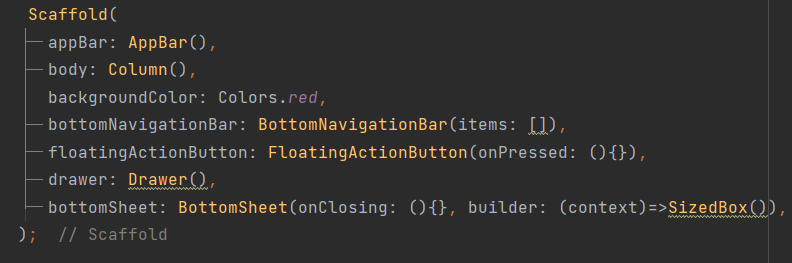 Scaffold(
appBar: AppBar(),
body: Column(),
backgroundColor: Colors.red,
bottomNavigationBar: BottomNavigationBar(items: []),
floatingActionButton: FloatingActionButton(onPressed: (){}),
drawer: Drawer(),
bottomSheet: BottomSheet(onClosing: (){}, builder: (context)=>SizedBox()),
);  // Scaffold